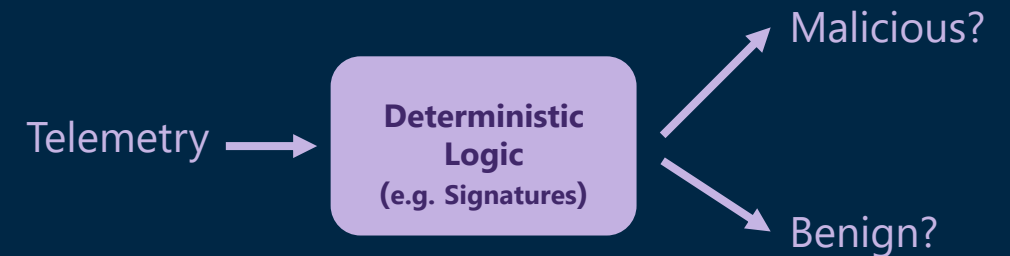 Malicious?
Telemetry
Deterministic
Logic
(e.g. Signatures)
Benign?